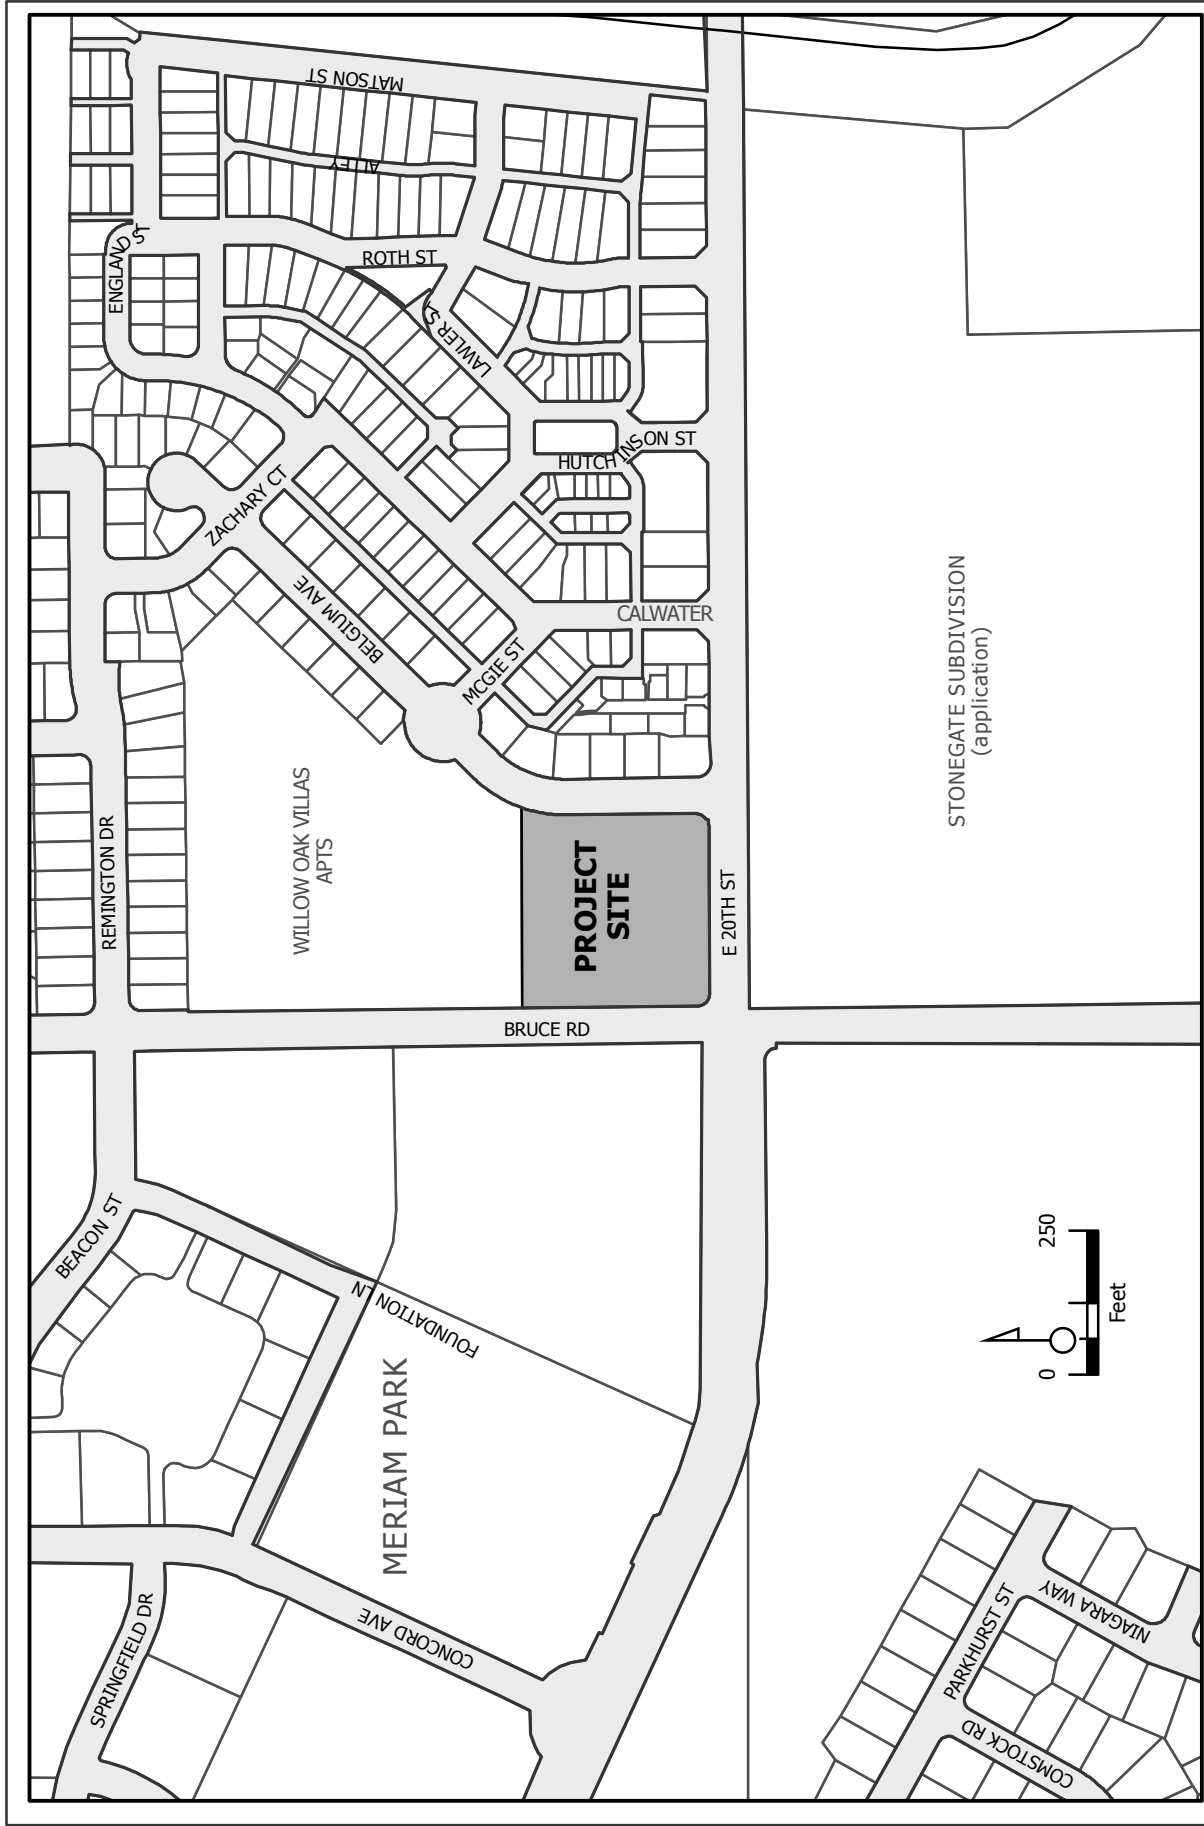 MATSON ST
ALLEY
ROTH ST
ENGLAND ST
LAWLER ST
HUTCHINSON ST
ZACHARY CT
BELGIUM AVE
CALWATER
MCGIE ST
STONEGATE SUBDIVISION
(application)
WILLOW OAK VILLAS
APTS
REMINGTON DR
PROJECT
SITE
E 20TH ST
BRUCE RD
BEACON ST
FOUNDATION LN
MERIAM PARK
CONCORD AVE
SPRINGFIELD DR
0
250
Feet
PARKHURST ST
NIAGARA WAY
COMSTOCK RD